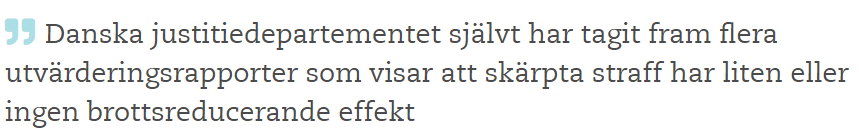 ” Danska justitiedepartementet självt har tagit fram flera
utvärderingsrapporter som visar att skärpta straff har liten eller
ingen brottsreducerande effekt